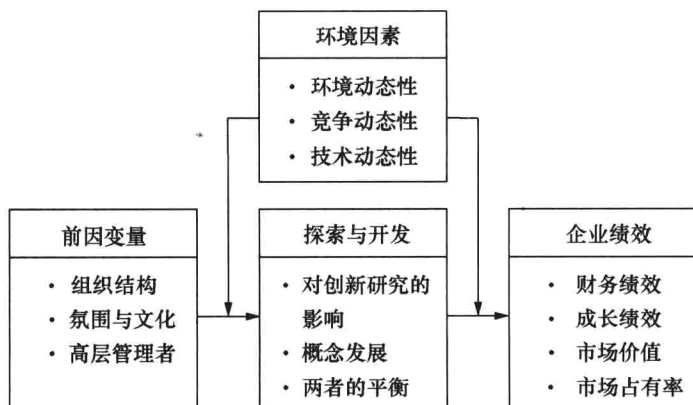 环境因素
· 环境动态性
· 竞争动态性
· 技术动态性
前因变量
· 组织结构
· 氛围与文化
· 高层管理者
探索与开发
· 对创新研究的
影响
· 概念发展
· 两者的平衡
企业绩效
· 财务绩效
· 成长绩效
· 市场价值
· 市场占有率